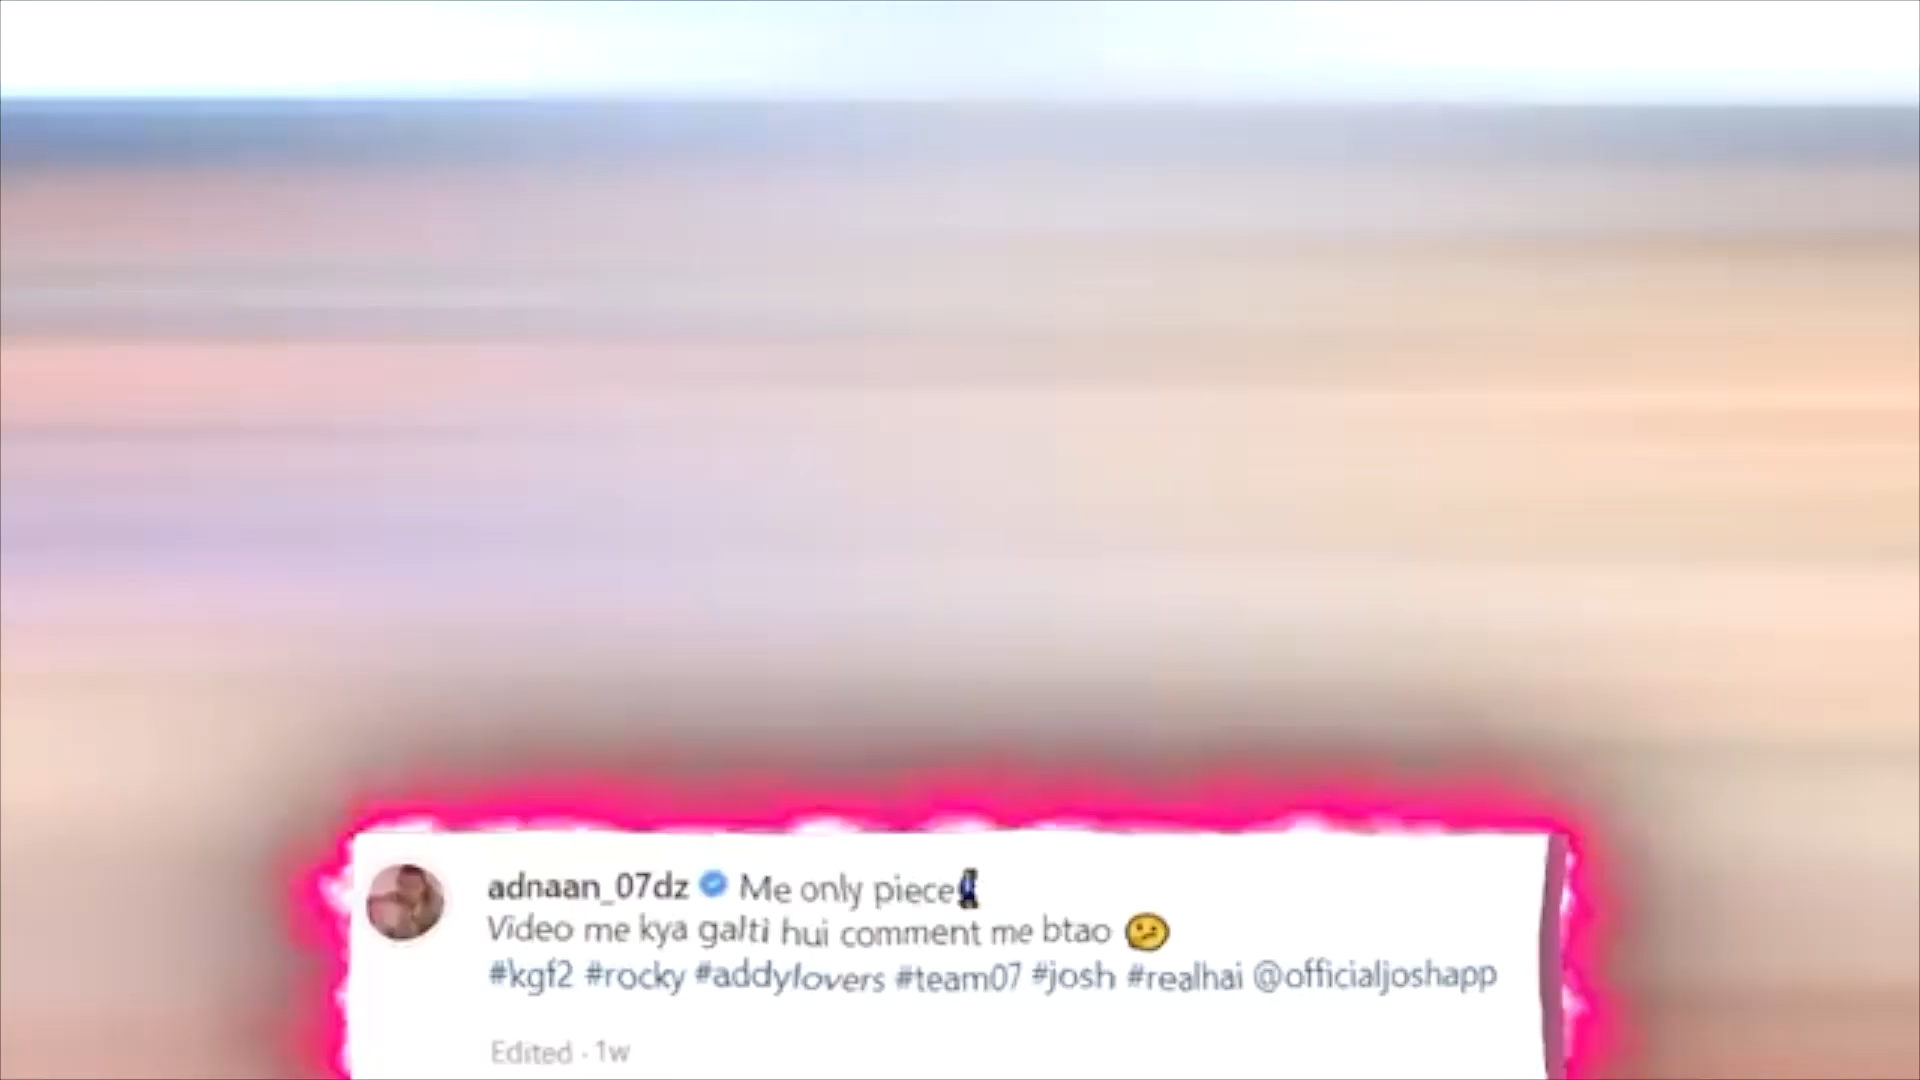 adnaan_07dz Me only piece
Video me kya galti hui comment me btao 🫤
#kgf2 #rocky #addylovers #team07 #josh #realhai @officialjoshapp
Edited · 1w